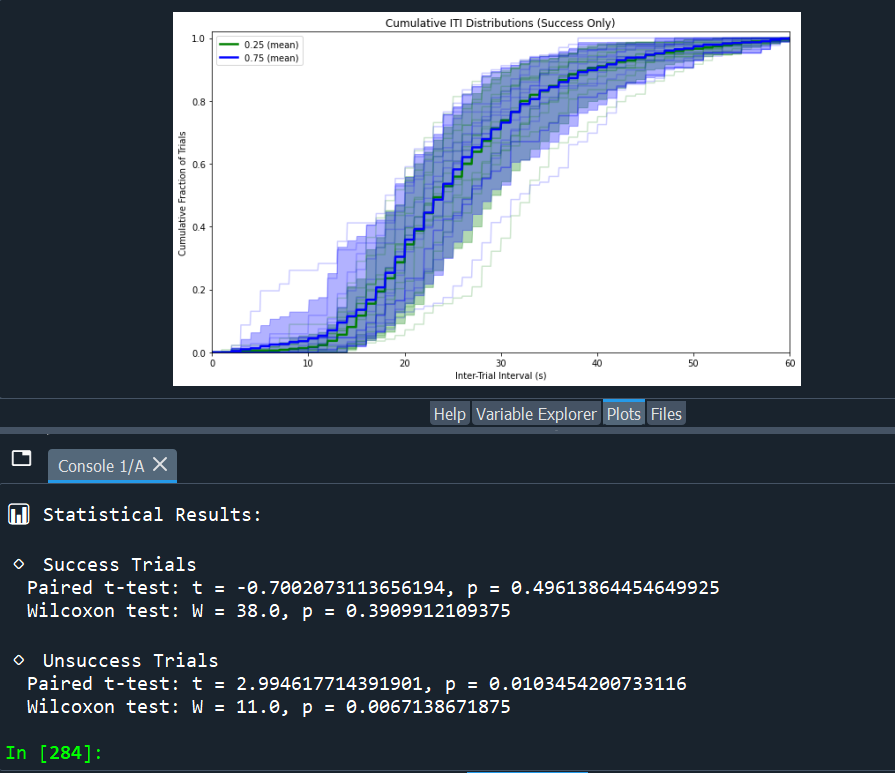 Cumulative ITI Distributions (Success Only)
0.25 (mean)
0.75 (mean)
Cumulative Fraction of Trials
1.0
0.8
0.6
0.4
0.2
0.0
0 10 20 30 40 50 60
Inter-Trial Interval (s)
Help Variable Explorer Plots Files
Console 1/A
Statistical Results:
Success Trials
Paired t-test: t = -0.7002073113656194, p = 0.49613864454649925
Wilcoxon test: W = 38.0, p = 0.3909912109375
Unsuccess Trials
Paired t-test: t = 2.994617714391901, p = 0.0103454200733116
Wilcoxon test: W = 11.0, p = 0.0067138671875
In [284]: